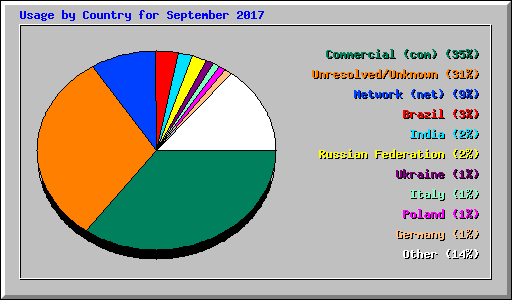 Usage by Country for September 2017
Commercial (com) (35%)
Unresolved/Unknown (31%)
Network (net) (9%)
Brazil (3%)
India (2%)
Russian Federation (2%)
Ukraine (1%)
Italy (1%)
Poland (1%)
Germany (1%)
Other (14%)